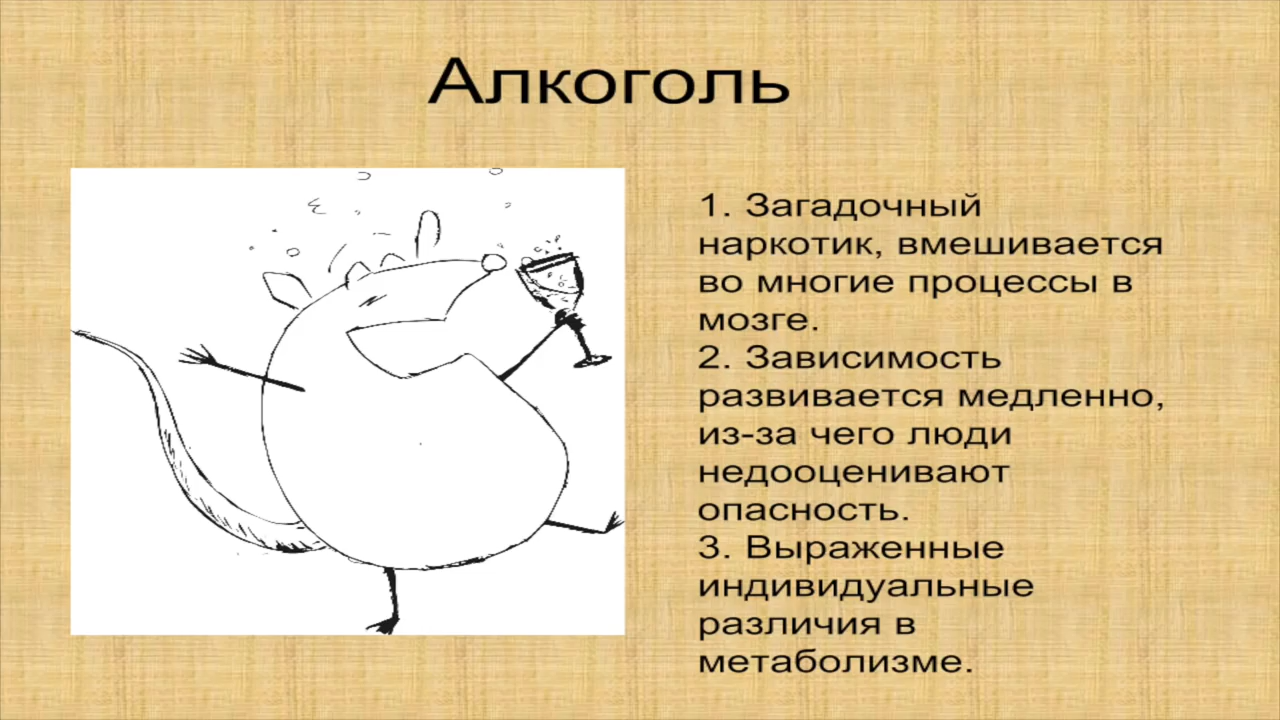 Алкоголь
1. Загадочный
наркотик, вмешивается
во многие процессы в
мозге.
2. Зависимость
развивается медленно,
из-за чего люди
недооценивают
опасность.
3. Выраженные
индивидуальные
различия в
метаболизме.